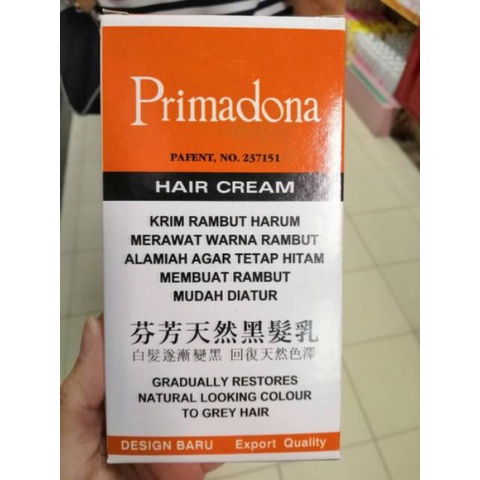 Primadona
PAFENT, NO. 237151
HAIR CREAM
KRIM RAMBUT HARUM
MERAWAT WARNA RAMBUT
ALAMIAH AGAR TETAP HITAM
MEMBUAT RAMBUT
MUDAH DIATUR
芬芳天然黑髮乳
白髮遂漸變黑 回復天然色澤
GRADUALLY RESTORES
NATURAL LOOKING COLOUR
TO GREY HAIR
DESIGN BARU Export Quality